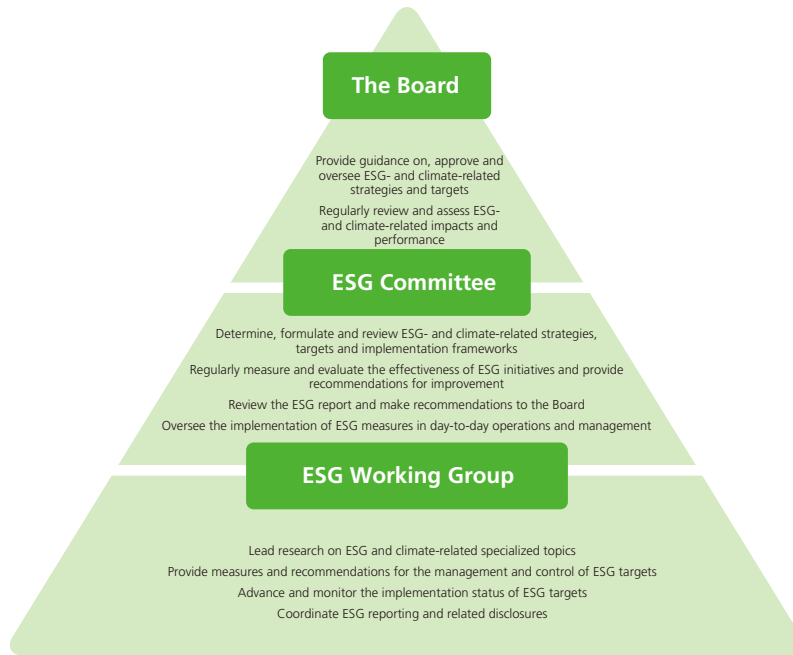 The Board
Provide guidance on, approve and
oversee ESG- and climate-related
strategies and targets
Regularly review and assess ESG-
and climate-related impacts and
performance
ESG Committee
Determine, formulate and review ESG- and climate-related strategies,
targets and implementation frameworks
Regularly measure and evaluate the effectiveness of ESG initiatives and provide
recommendations for improvement
Review the ESG report and make recommendations to the Board
Oversee the implementation of ESG measures in day-to-day operations and management
ESG Working Group
Lead research on ESG and climate-related specialized topics
Provide measures and recommendations for the management and control of ESG targets
Advance and monitor the implementation status of ESG targets
Coordinate ESG reporting and related disclosures